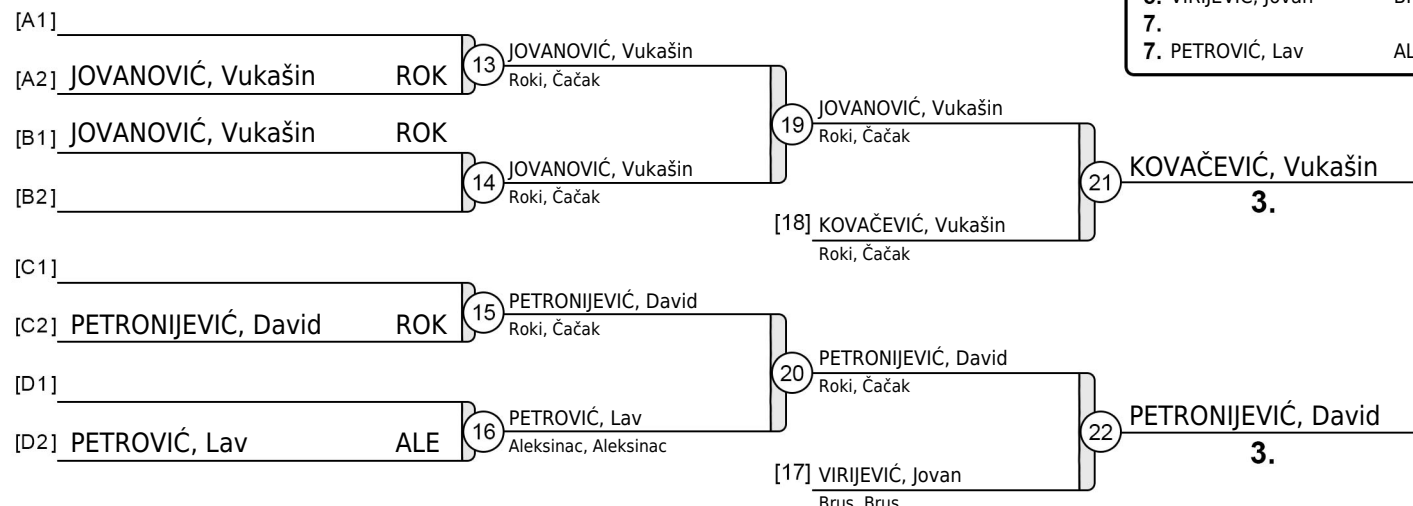 VIRIJEVIĆ, Jovan
7.
7. PETROVIĆ, Lav
[A1]
[A2] JOVANOVIĆ, Vukašin ROK
13
JOVANOVIĆ, Vukašin
Roki, Čačak
[B1] JOVANOVIĆ, Vukašin ROK
[B2]
14
JOVANOVIĆ, Vukašin
Roki, Čačak
19
JOVANOVIĆ, Vukašin
Roki, Čačak
[18] KOVAČEVIĆ, Vukašin
Roki, Čačak
21
KOVAČEVIĆ, Vukašin
3.
[C1]
[C2] PETRONIJEVIĆ, David ROK
15
PETRONIJEVIĆ, David
Roki, Čačak
[D1]
[D2] PETROVIĆ, Lav ALE
16
PETROVIĆ, Lav
Aleksinac, Aleksinac
20
PETRONIJEVIĆ, David
Roki, Čačak
[17] VIRIJEVIĆ, Jovan
Brus, Brus
22
PETRONIJEVIĆ, David
3.